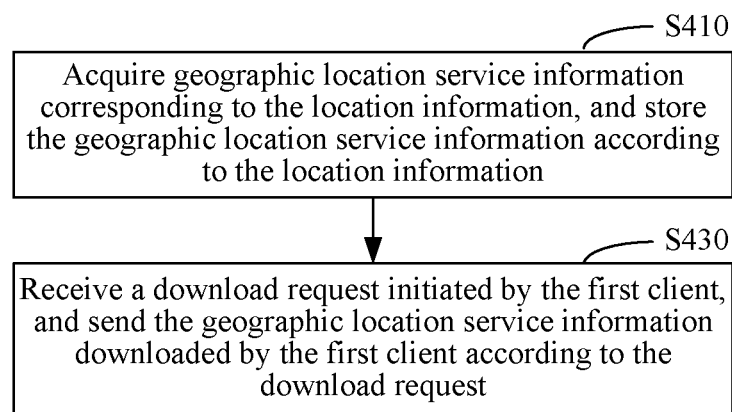 S410
Acquire geographic location service information
corresponding to the location information, and store
the geographic location service information according
to the location information
S430
Receive a download request initiated by the first client,
and send the geographic location service information
downloaded by the first client according to the
download request